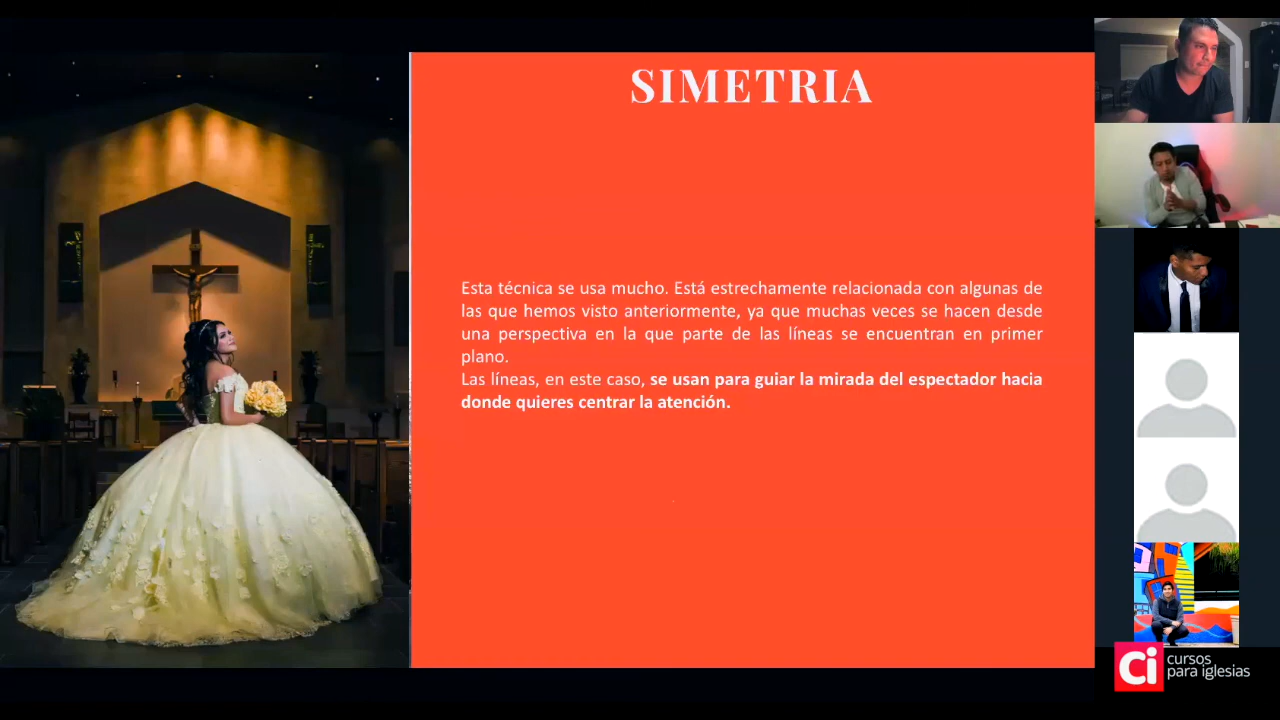 SIMETRIA
Esta técnica se usa mucho. Está estrechamente relacionada con algunas de
las que hemos visto anteriormente, ya que muchas veces se hacen desde
una perspectiva en la que parte de las líneas se encuentran en primer
plano.
Las líneas, en este caso, se usan para guiar la mirada del espectador hacia
donde quieres centrar la atención.
Ci
cursos
para iglesias